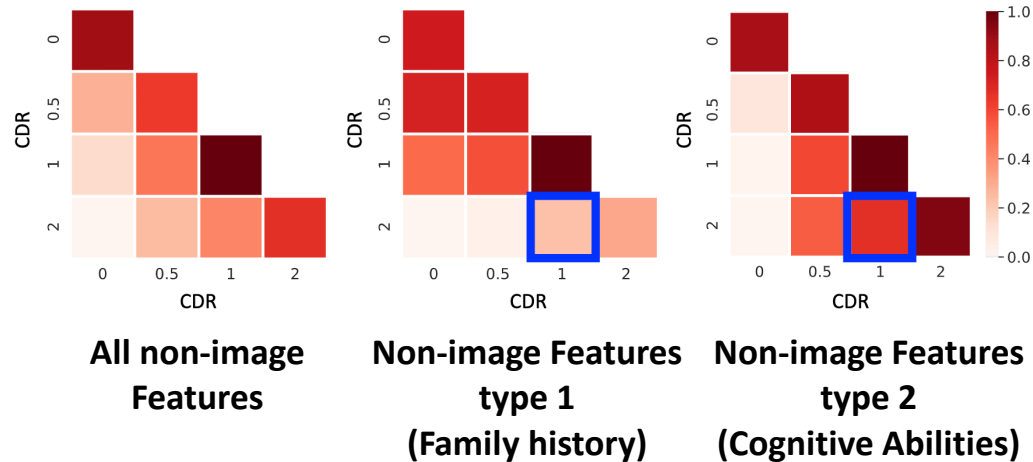 0
0.5
1
2
CDR
0 0.5 1 2
CDR
0
0.5
1
2
CDR
0 0.5 1 2
CDR
0
0.5
1
2
CDR
0 0.5 1 2
CDR
1.0
0.8
0.6
0.4
0.2
0.0
All non-image
Features
Non-image Features
type 1
(Family history)
Non-image Features
type 2
(Cognitive Abilities)